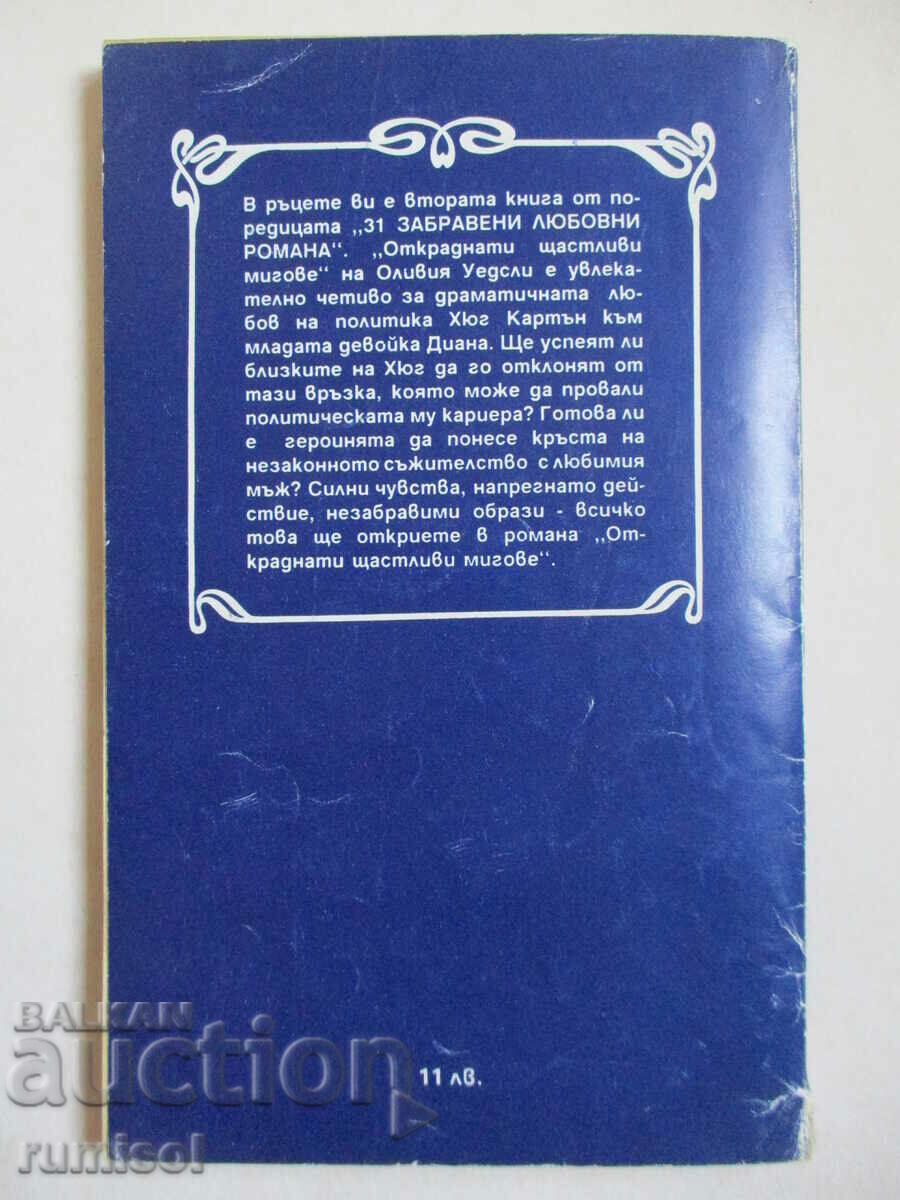 В ръцете ви е втората книга от по-
редицата „31 ЗАБРАВЕНИ ЛЮБОВНИ
РОМАНА“. „Откраднати щастливи
мигове“ на Оливия Уедсли е увлека-
телно четиво за драматичната лю-
бов на политика Хюг Картън към
младата девойка Диана. Ще успеят ли
близките на Хюг да го отклонят от
тази връзка, която може да провали
политическата му кариера? Готова ли
е героинята да понесе кръста на
незаконното съжителство с любимия
мъж? Силни чувства, напрегнато дей-
ствие, незабравими образи - всичко
това ще откриете в романа „От-
краднати щастливи мигове“.
11 лв.
BALKAN
auction
rumisol